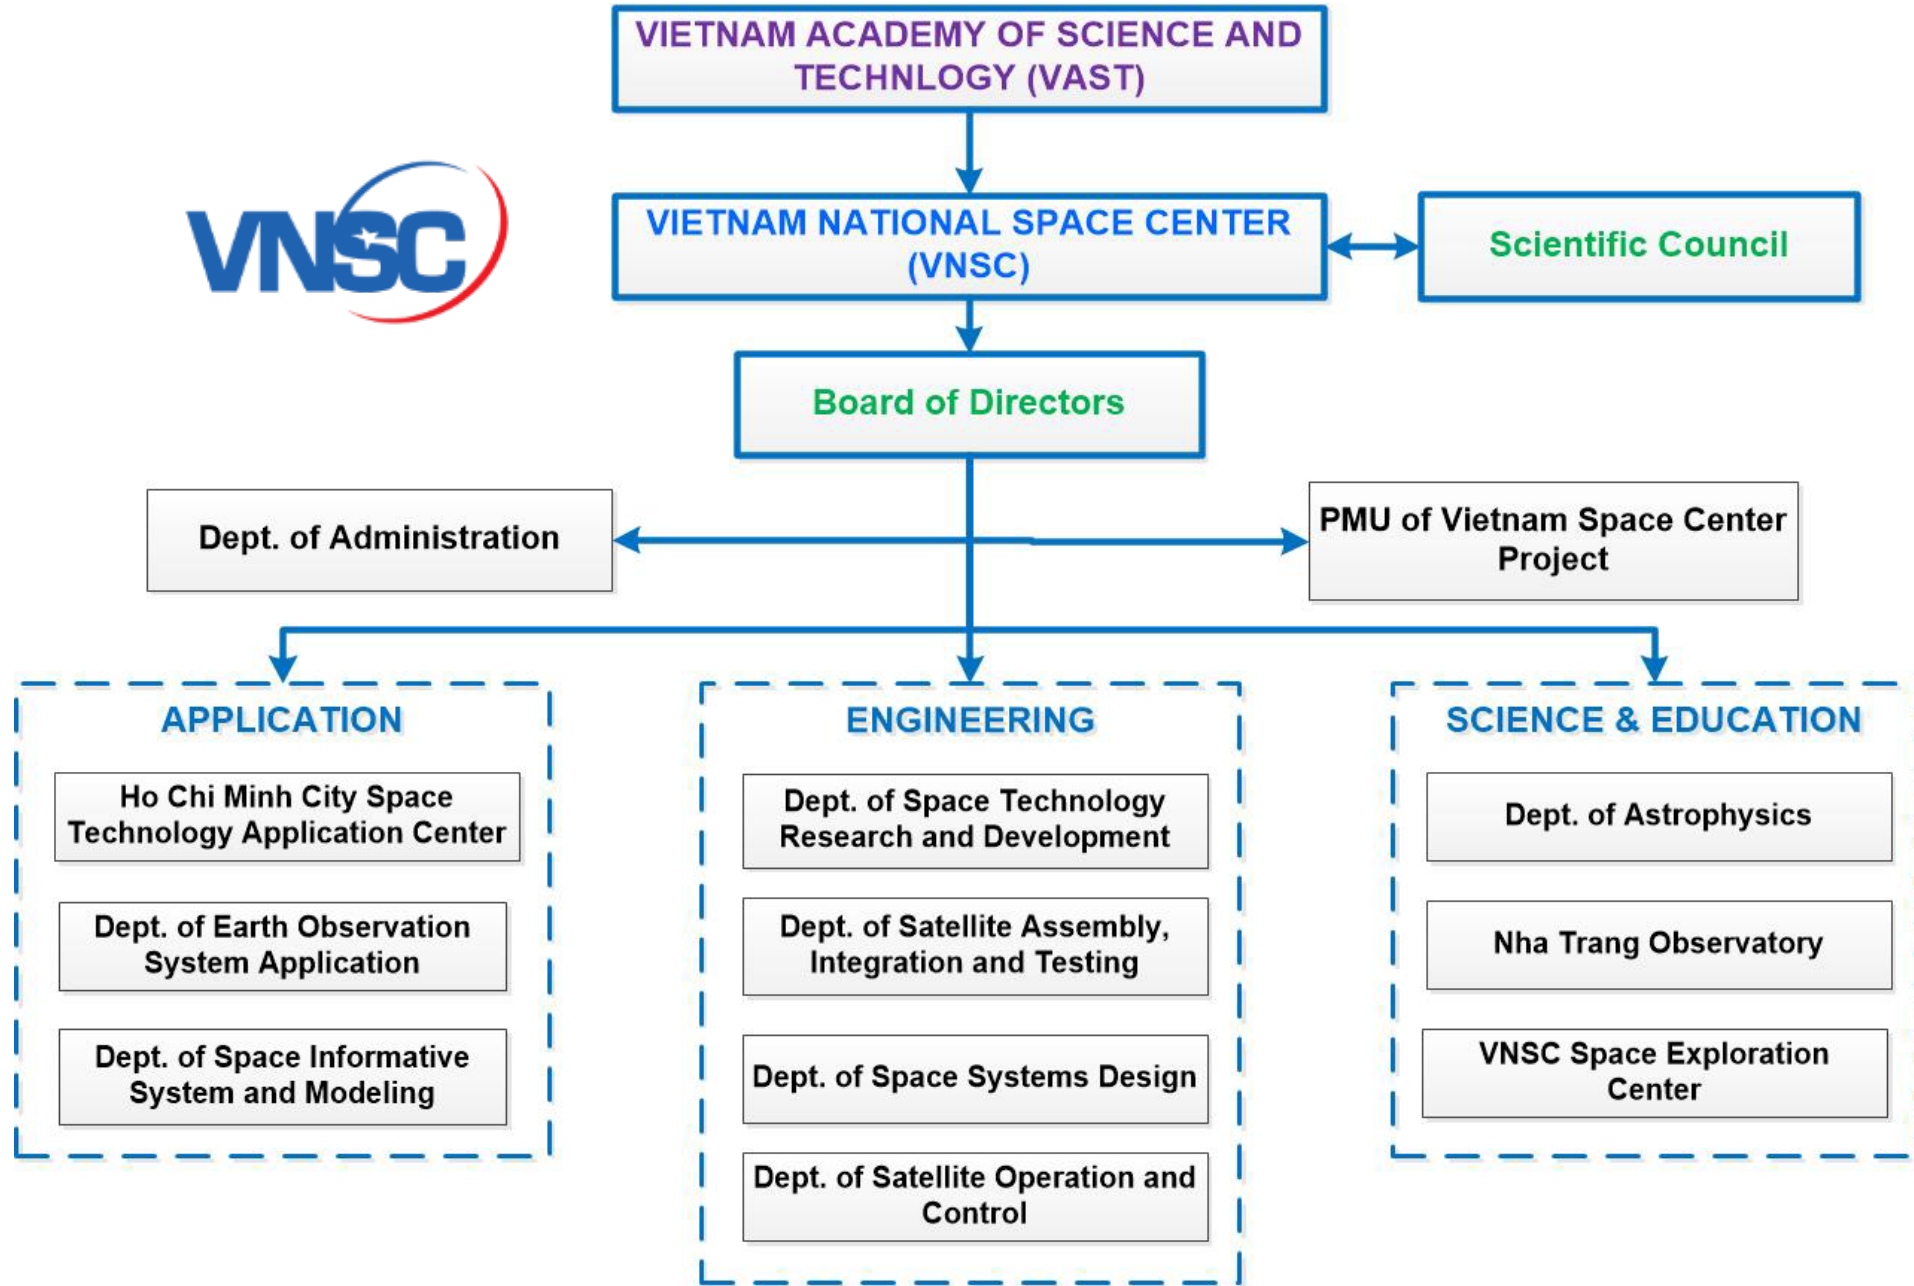 VIETNAM ACADEMY OF SCIENCE AND
TECHNLOGY (VAST)
VNSC
VIETNAM NATIONAL SPACE CENTER
(VNSC)
Scientific Council
Board of Directors
Dept. of Administration
PMU of Vietnam Space Center
Project
APPLICATION
Ho Chi Minh City Space
Technology Application Center
Dept. of Earth Observation
System Application
Dept. of Space Informative
System and Modeling
ENGINEERING
Dept. of Space Technology
Research and Development
Dept. of Satellite Assembly,
Integration and Testing
Dept. of Space Systems Design
Dept. of Satellite Operation and
Control
SCIENCE & EDUCATION
Dept. of Astrophysics
Nha Trang Observatory
VNSC Space Exploration
Center